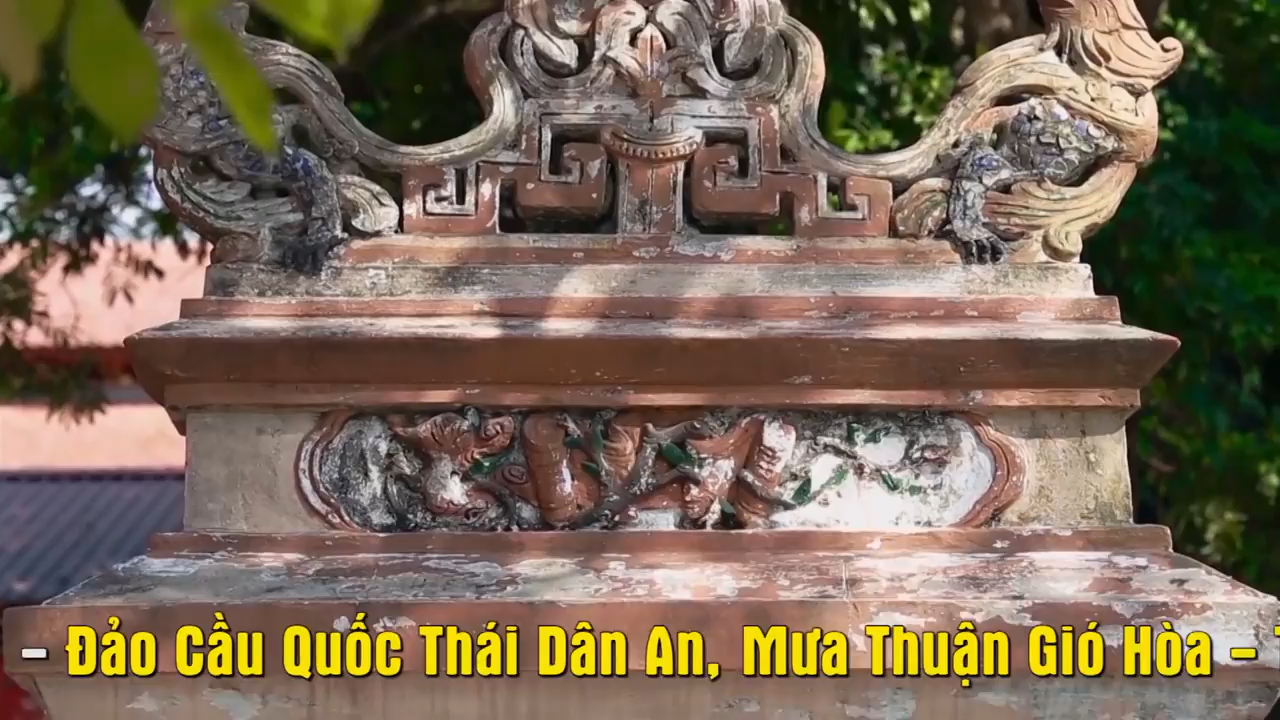 – Đảo Cầu Quốc Thái Dân An, Mưa Thuận Gió Hòa –